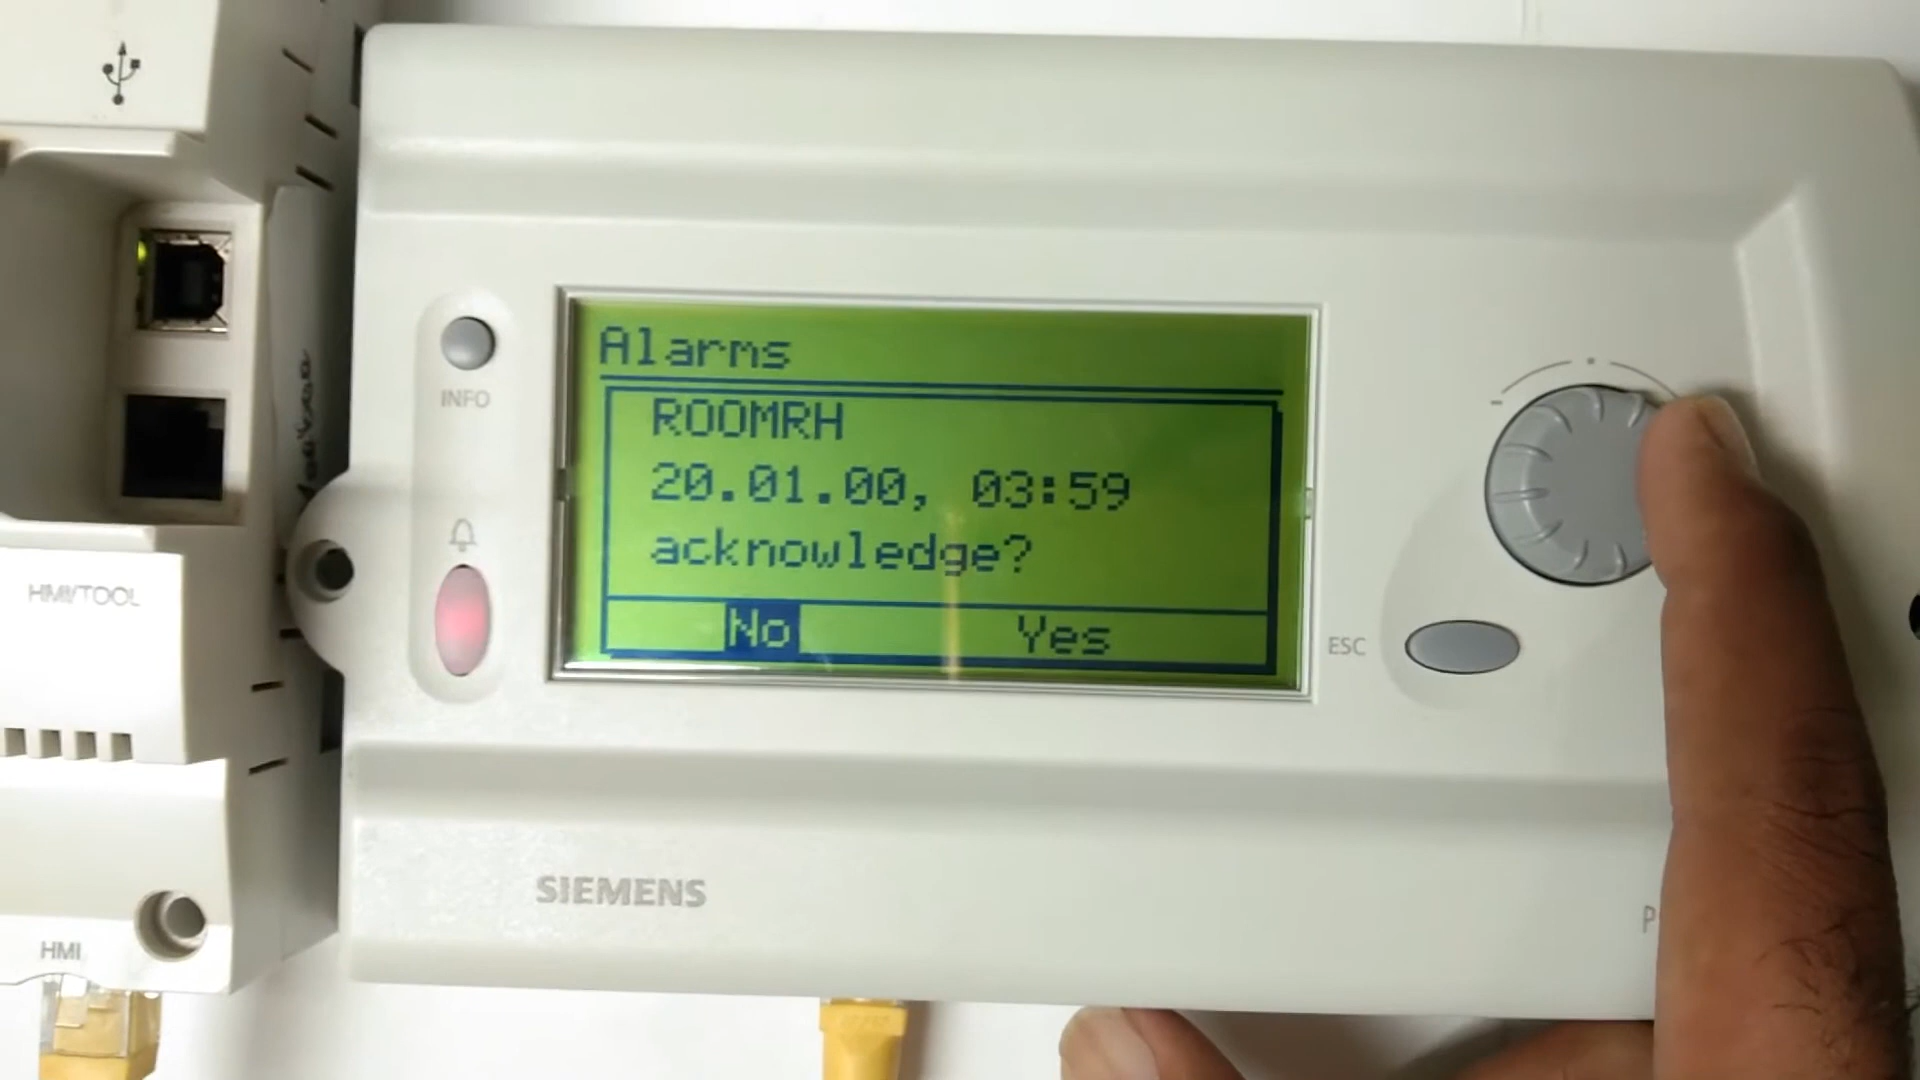 Alarms
ROOMRH
20.01.00, 03:59
acknowledge?
No Yes
INFO
ESC
SIEMENS
HMI/TOOL
HMI